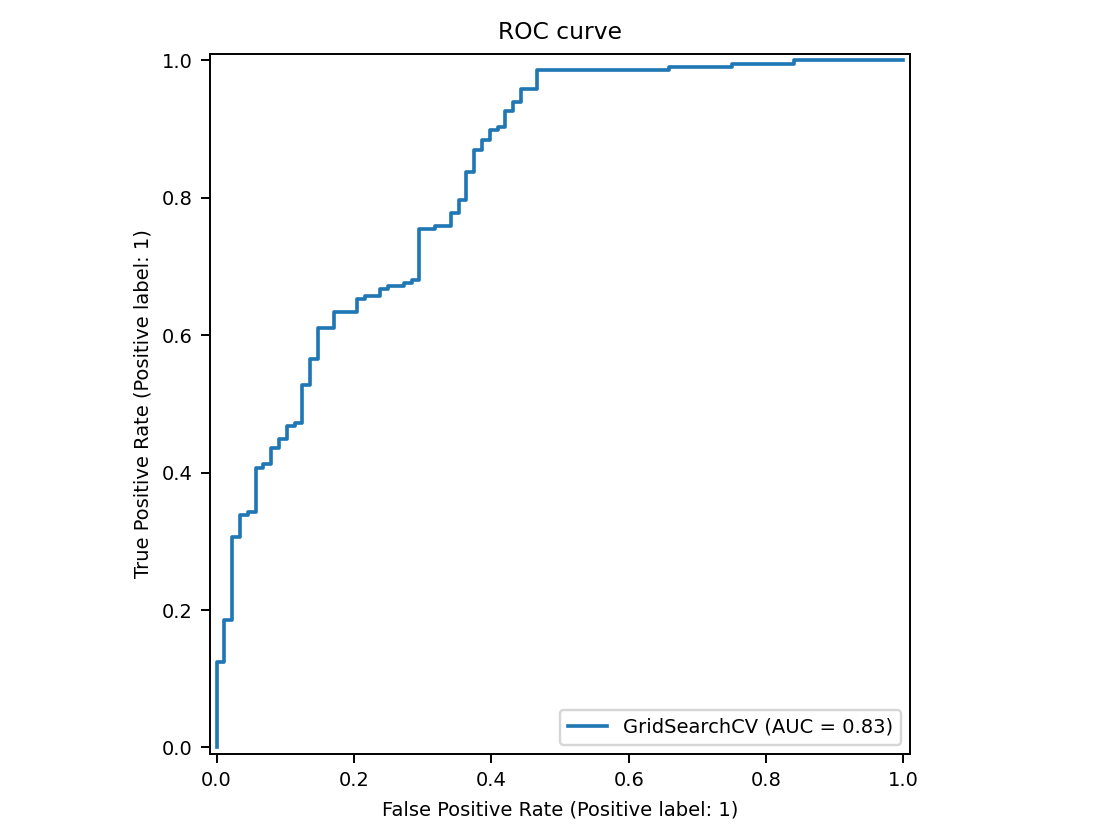 ROC curve
1.0
0.8
0.6
0.4
0.2
0.0
True Positive Rate (Positive label: 1)
GridSearchCV (AUC = 0.83)
0.0 0.2 0.4 0.6 0.8 1.0
False Positive Rate (Positive label: 1)